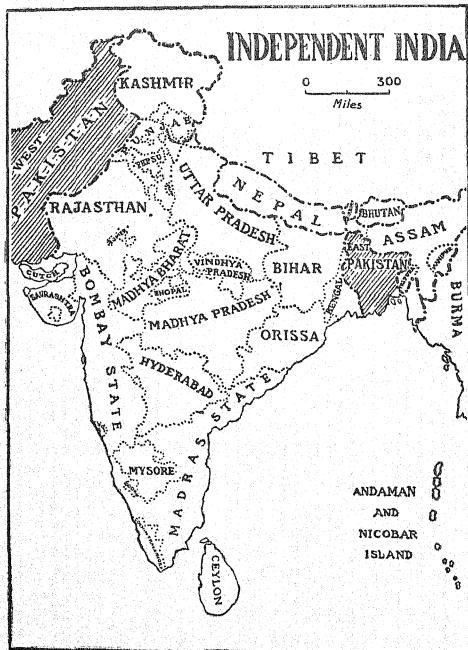 INDEPENDENT INDIA
0 300
Miles
KASHMIR
WEST
P-A-K-I-S-T-A-N
PUNJAB
PEPSU
TIBET
NEPAL
BHUTAN
ASSAM
RAJASTHAN
UTTAR PRADESH
EAST
PAKISTAN
MANIPUR
CUTCH
SAURASHTRA
MADHYA BHARAT
VINDHYA
PRADESH
BHOPAL
BIHAR
BENGAL
BURMA
MADHYA PRADESH
ORISSA
BOMBAY STATE
HYDERABAD
MADRAS STATE
MYSORE
ANDAMAN
AND
NICOBAR
ISLAND
CEYLON